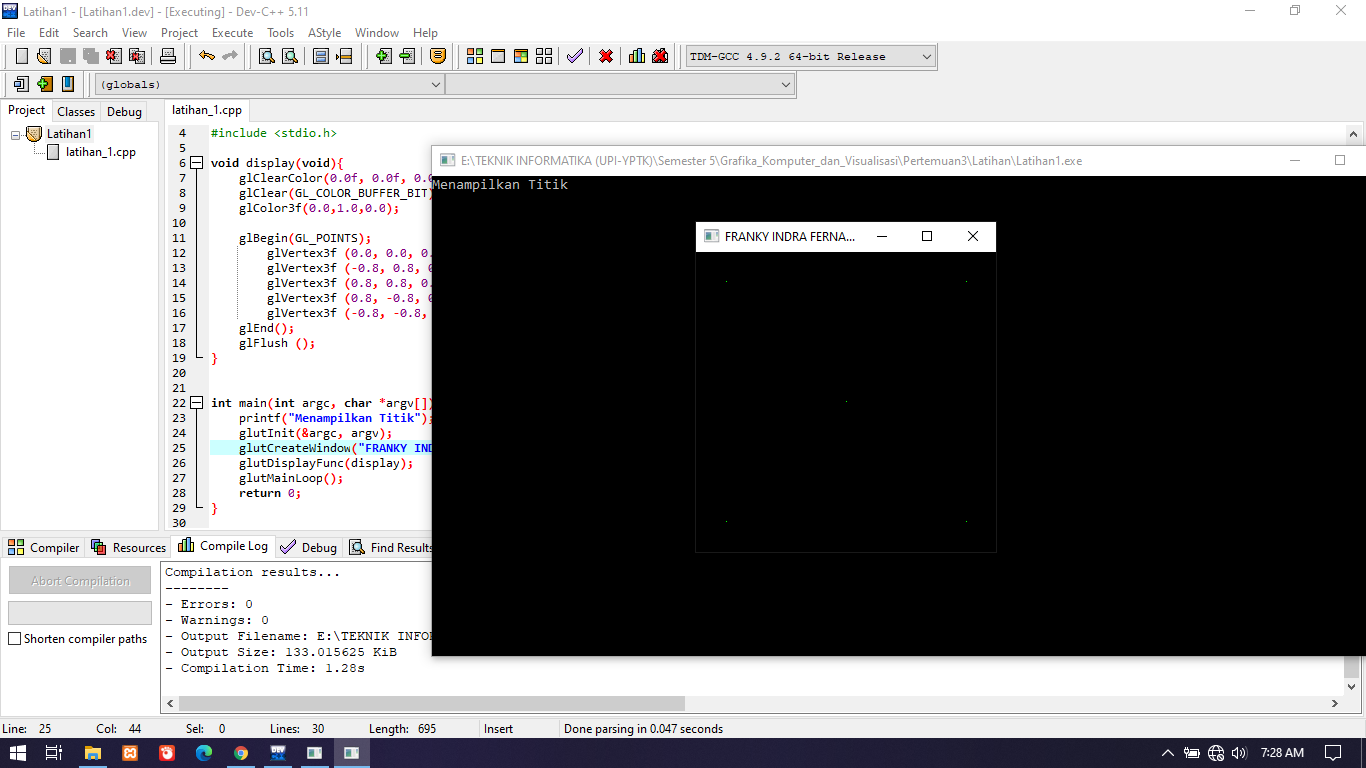 Latihan1 - [Latihan1.dev] - [Executing] - Dev-C++ 5.11
File Edit Search View Project Execute Tools AStyle Window Help
TDM-GCC 4.9.2 64-bit Release
(globals)
Project Classes Debug
latihan_1.cpp
Latihan1
latihan_1.cpp
4 #include <stdio.h>
5
6 void display(void){
7 glClearColor(0.0f, 0.0f, 0.0
8 glClear(GL_COLOR_BUFFER_BIT)
9 glColor3f(0.0,1.0,0.0);
10
11 glBegin(GL_POINTS);
12 glVertex3f (0.0, 0.0, 0.
13 glVertex3f (-0.8, 0.8, 0
14 glVertex3f (0.8, 0.8, 0.
15 glVertex3f (0.8, -0.8, 0
16 glVertex3f (-0.8, -0.8,
17 glEnd();
18 glFlush ();
19 }
20
21
22 int main(int argc, char *argv[])
23 printf("Menampilkan Titik");
24 glutInit(&argc, argv);
25 glutCreateWindow("FRANKY IND
26 glutDisplayFunc(display);
27 glutMainLoop();
28 return 0;
29 }
30
E:\TEKNIK INFORMATIKA (UPI-YPTK)\Semester 5\Grafika_Komputer_dan_Visualisasi\Pertemuan3\Latihan\Latihan1.exe
Menampilkan Titik
FRANKY INDRA FERNA...
Compiler Resources Compile Log Debug Find Results
Abort Compilation
Shorten compiler paths
Compilation results...
--------
- Errors: 0
- Warnings: 0
- Output Filename: E:\TEKNIK INFOR
- Output Size: 133.015625 KiB
- Compilation Time: 1.28s
Line: 25 Col: 44 Sel: 0 Lines: 30 Length: 695 Insert Done parsing in 0.047 seconds
7:28 AM